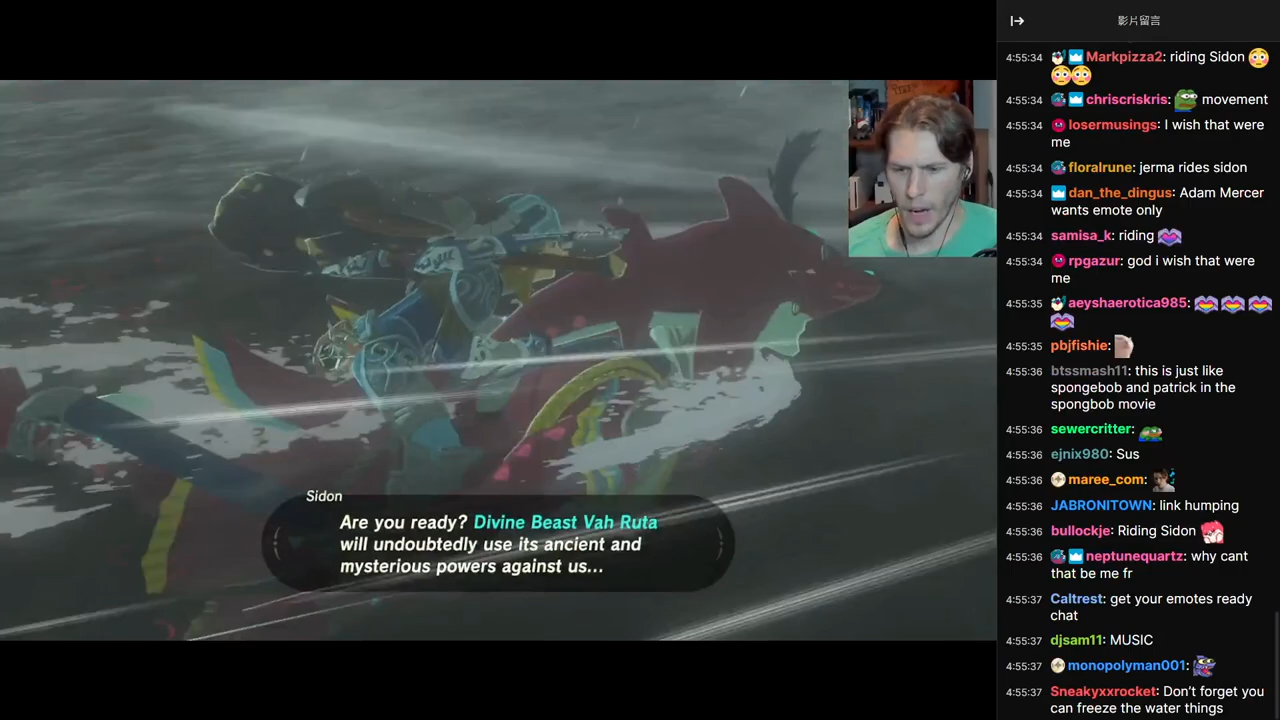 影片留言
4:55:34 Markpizza2: riding Sidon
4:55:34 chriscriskris: movement
4:55:34 losermusings: I wish that were
me
4:55:34 floralrune: jerma rides sidon
4:55:34 dan_the_dingus: Adam Mercer
wants emote only
4:55:34 samisa_k: riding
4:55:34 rpgazur: god i wish that were
me
4:55:35 aeyshaerotica985:
4:55:35 pbjfishie:
4:55:36 btssmash11: this is just like
spongebob and patrick in the
spongbob movie
4:55:36 sewercritter:
4:55:36 ejnix980: Sus
4:55:36 maree_com:
4:55:36 JABRONITOWN: link humping
4:55:36 bullockje: Riding Sidon
4:55:36 neptunequartz: why cant
that be me fr
4:55:37 Caltrest: get your emotes ready
chat
4:55:37 djsam11: MUSIC
4:55:37 monopolyman001:
4:55:37 Sneakyxxrocket: Don't forget you
can freeze the water things
Sidon
Are you ready? Divine Beast Vah Ruta
will undoubtedly use its ancient and
mysterious powers against us...